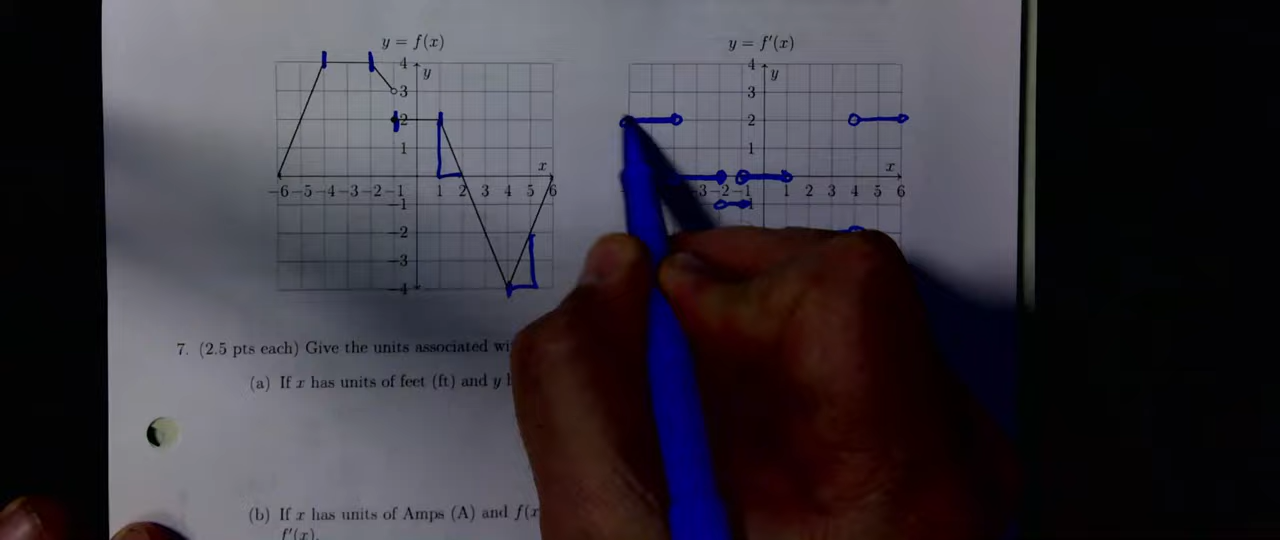 y = f(x)
y = f'(x)
4
y
3
2
1
x
−6 −5 −4 −3 −2 −1 1 2 3 4 5 6
−1
−2
−3
−4
4
y
3
2
1
x
−3 −2 −1 1 2 3 4 5 6
−1
7. (2.5 pts each) Give the units associated
(a) If x has units of feet (ft) and y
(b) If x has units of Amps (A) and f(x
f'(x).